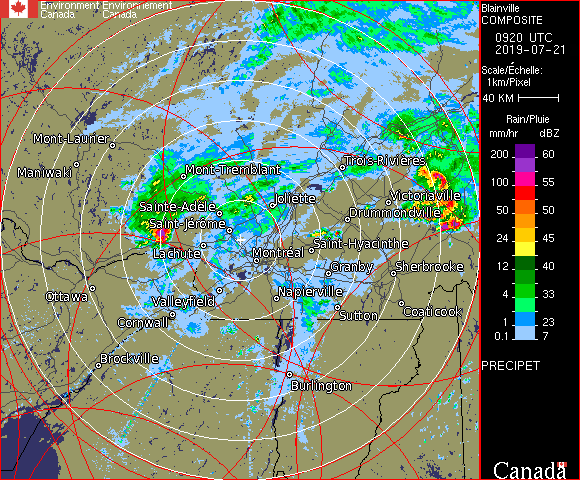 Environment Environnement
Canada Canada
Blainville
COMPOSITE
0920 UTC
2019-07-21
Scale/Échelle:
1km/Pixel
40 KM
Rain/Pluie
mm/hr dBZ
200 60
150 57
100 55
50 50
24 45
12 40
4 33
1 23
0.1 7
PRECIPET
Canada
Mont-Laurier
Maniwaki
Mont-Tremblant
Trois-Rivières
Sainte-Adèle
Joliette
Victoriaville
Saint-Jérôme
Drummondville
Lachute
Montréal
Saint-Hyacinthe
Granby
Sherbrooke
Ottawa
Valleyfield
Napierville
Cornwall
Sutton
Coaticook
Brockville
Burlington